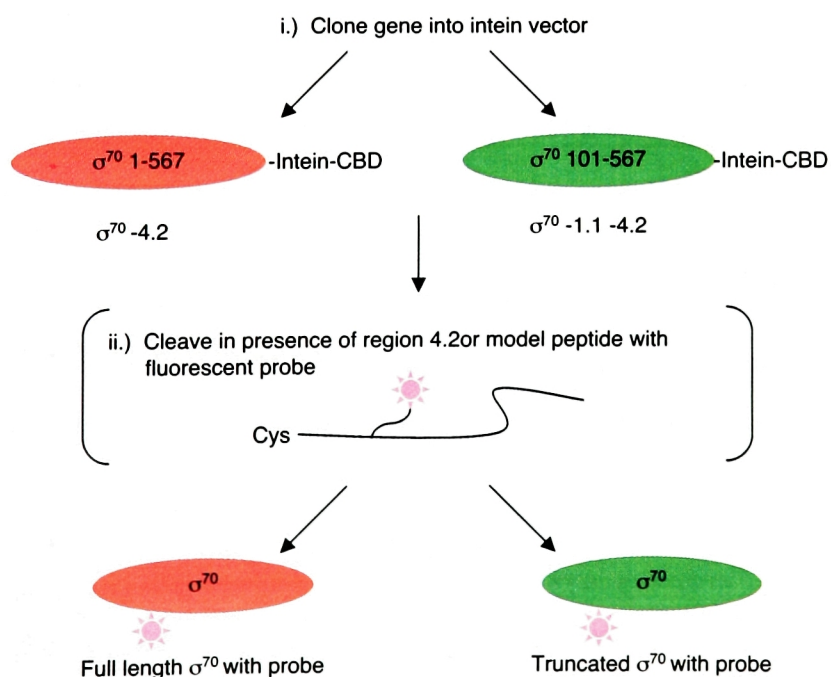 i.) Clone gene into intein vector
σ⁷⁰ 1-567 -Intein-CBD
σ⁷⁰ 101-567 -Intein-CBD
σ⁷⁰ -4.2
σ⁷⁰ -1.1 -4.2
ii.) Cleave in presence of region 4.2or model peptide with
fluorescent probe
Cys
σ⁷⁰
σ⁷⁰
Full length σ⁷⁰ with probe
Truncated σ⁷⁰ with probe